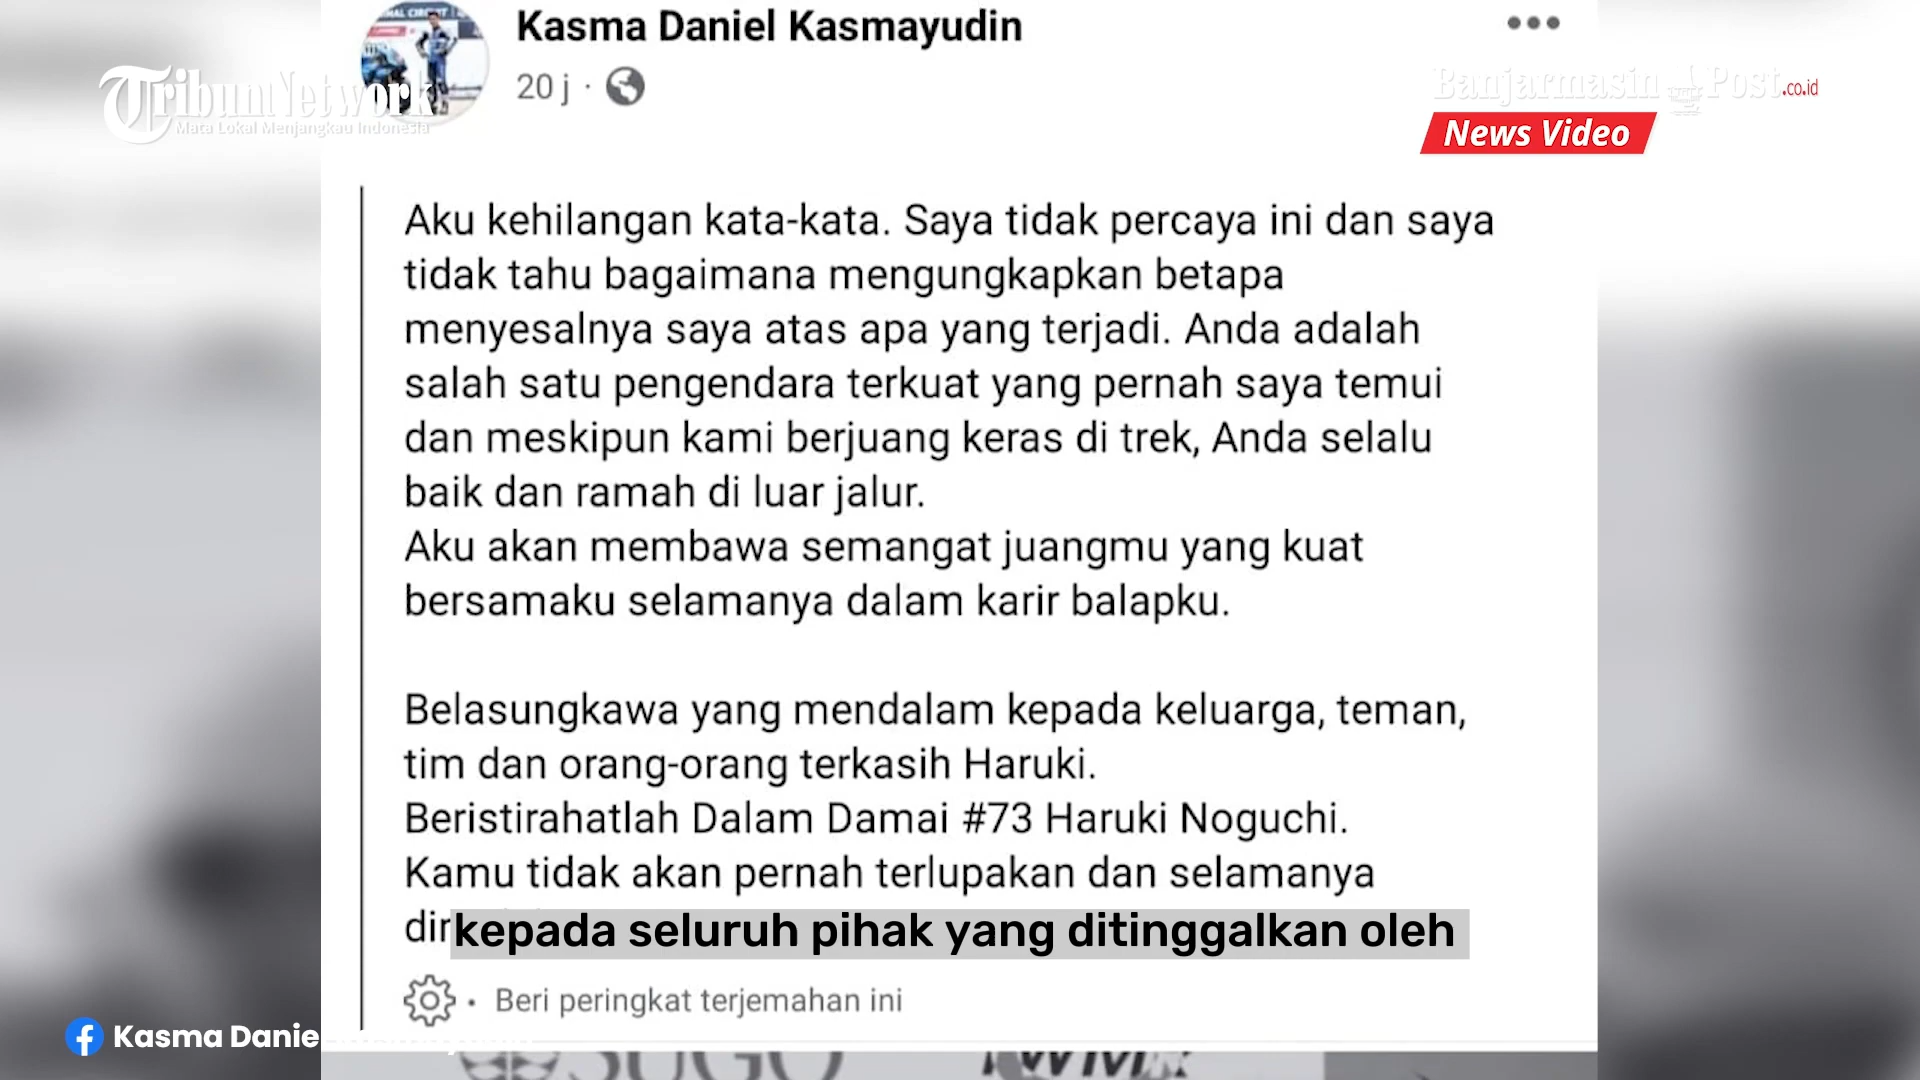 Kasma Daniel Kasmayudin
20 j ·
TribunNetwork
Mata Lokal Menjangkau Indonesia
Banjarmasin Post.co.id
News Video
Aku kehilangan kata-kata. Saya tidak percaya ini dan saya
tidak tahu bagaimana mengungkapkan betapa
menyesalnya saya atas apa yang terjadi. Anda adalah
salah satu pengendara terkuat yang pernah saya temui
dan meskipun kami berjuang keras di trek, Anda selalu
baik dan ramah di luar jalur.
Aku akan membawa semangat juangmu yang kuat
bersamaku selamanya dalam karir balapku.
Belasungkawa yang mendalam kepada keluarga, teman,
tim dan orang-orang terkasih Haruki.
Beristirahatlah Dalam Damai #73 Haruki Noguchi.
Kamu tidak akan pernah terlupakan dan selamanya
kepada seluruh pihak yang ditinggalkan oleh
· Beri peringkat terjemahan ini
Kasma Daniel
SUGO